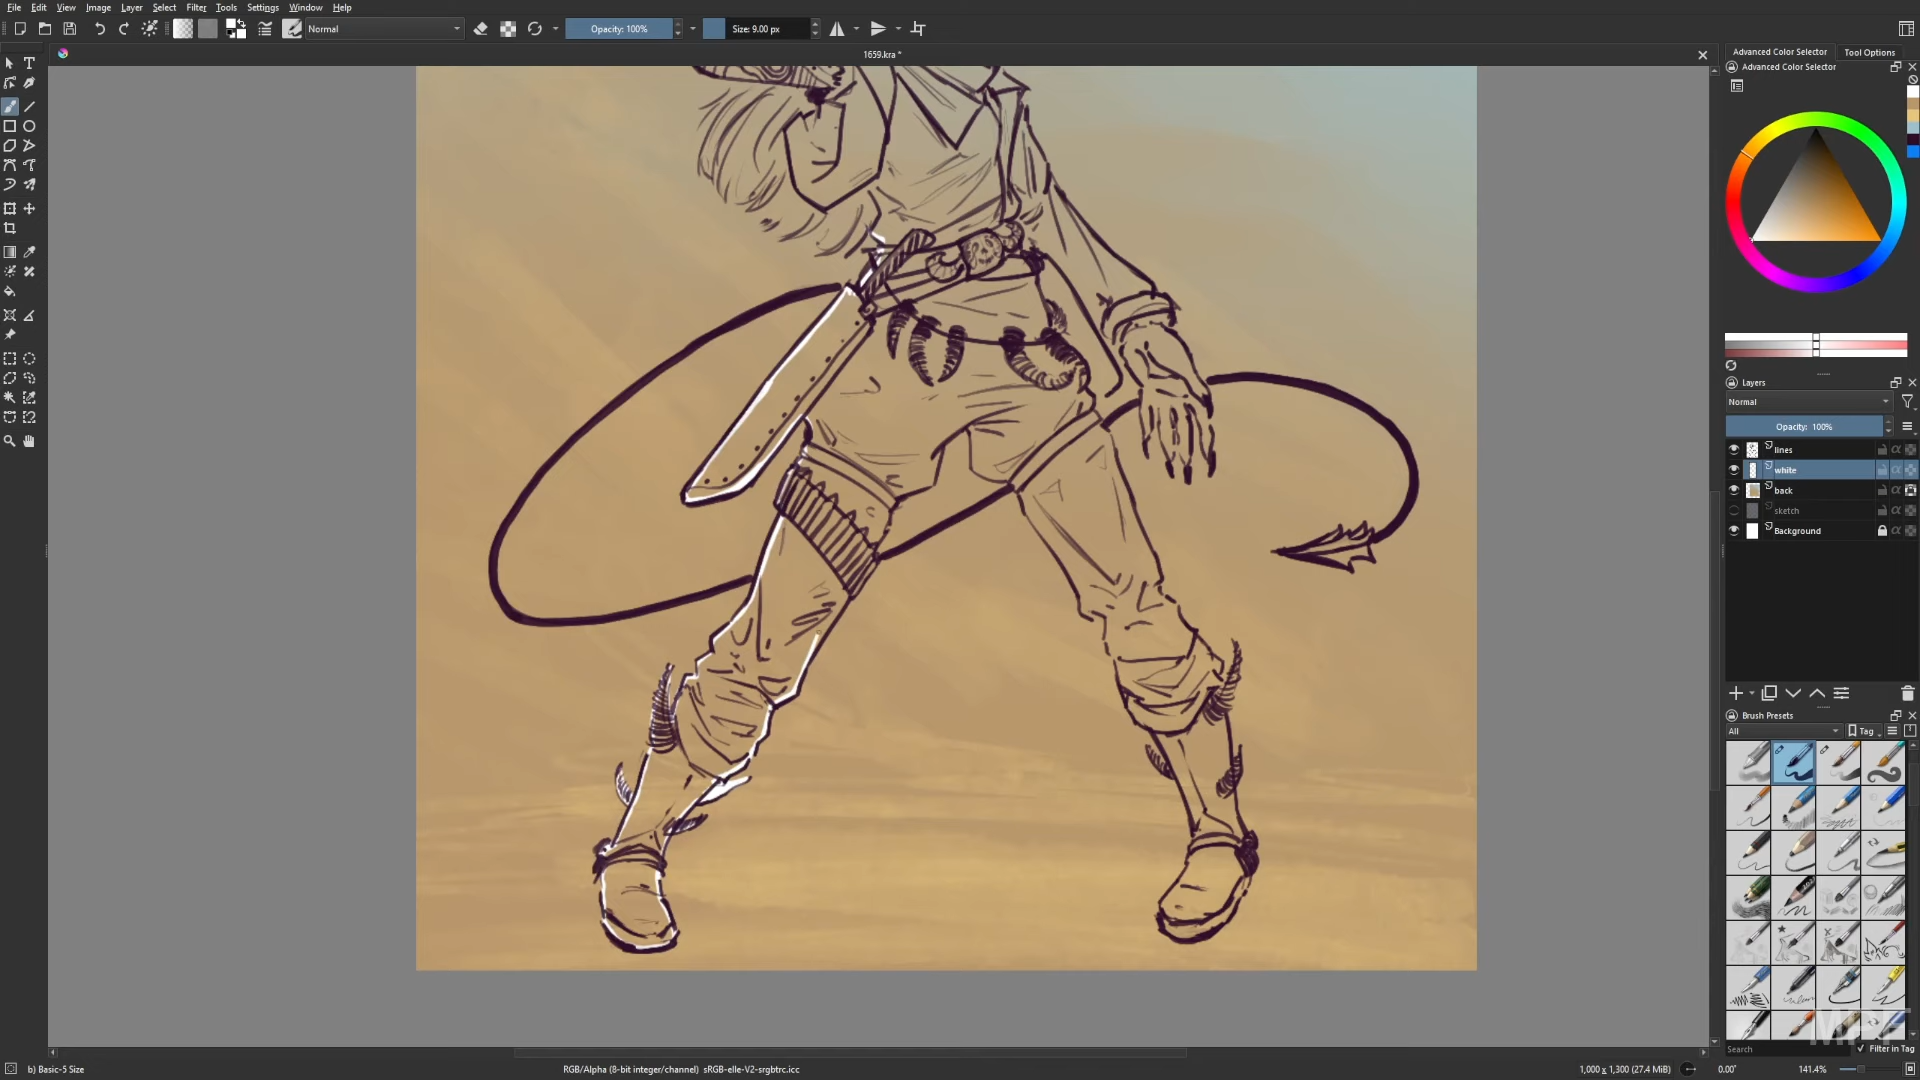 File Edit View Image Layer Select Filter Tools Settings Window Help
Normal Opacity: 100% Size: 9.00 px
1659.kra *
Advanced Color Selector Tool Options
Advanced Color Selector
Layers
Normal
Opacity: 100%
lines
white
back
sketch
Background
Brush Presets
All Tag
Search Filter in Tag
MPF
b) Basic-5 Size RGB/Alpha (8-bit integer/channel) sRGB-elle-V2-srgbtrc.icc 1,000 x 1,300 (27.4 MiB) 0.00° 141.4%